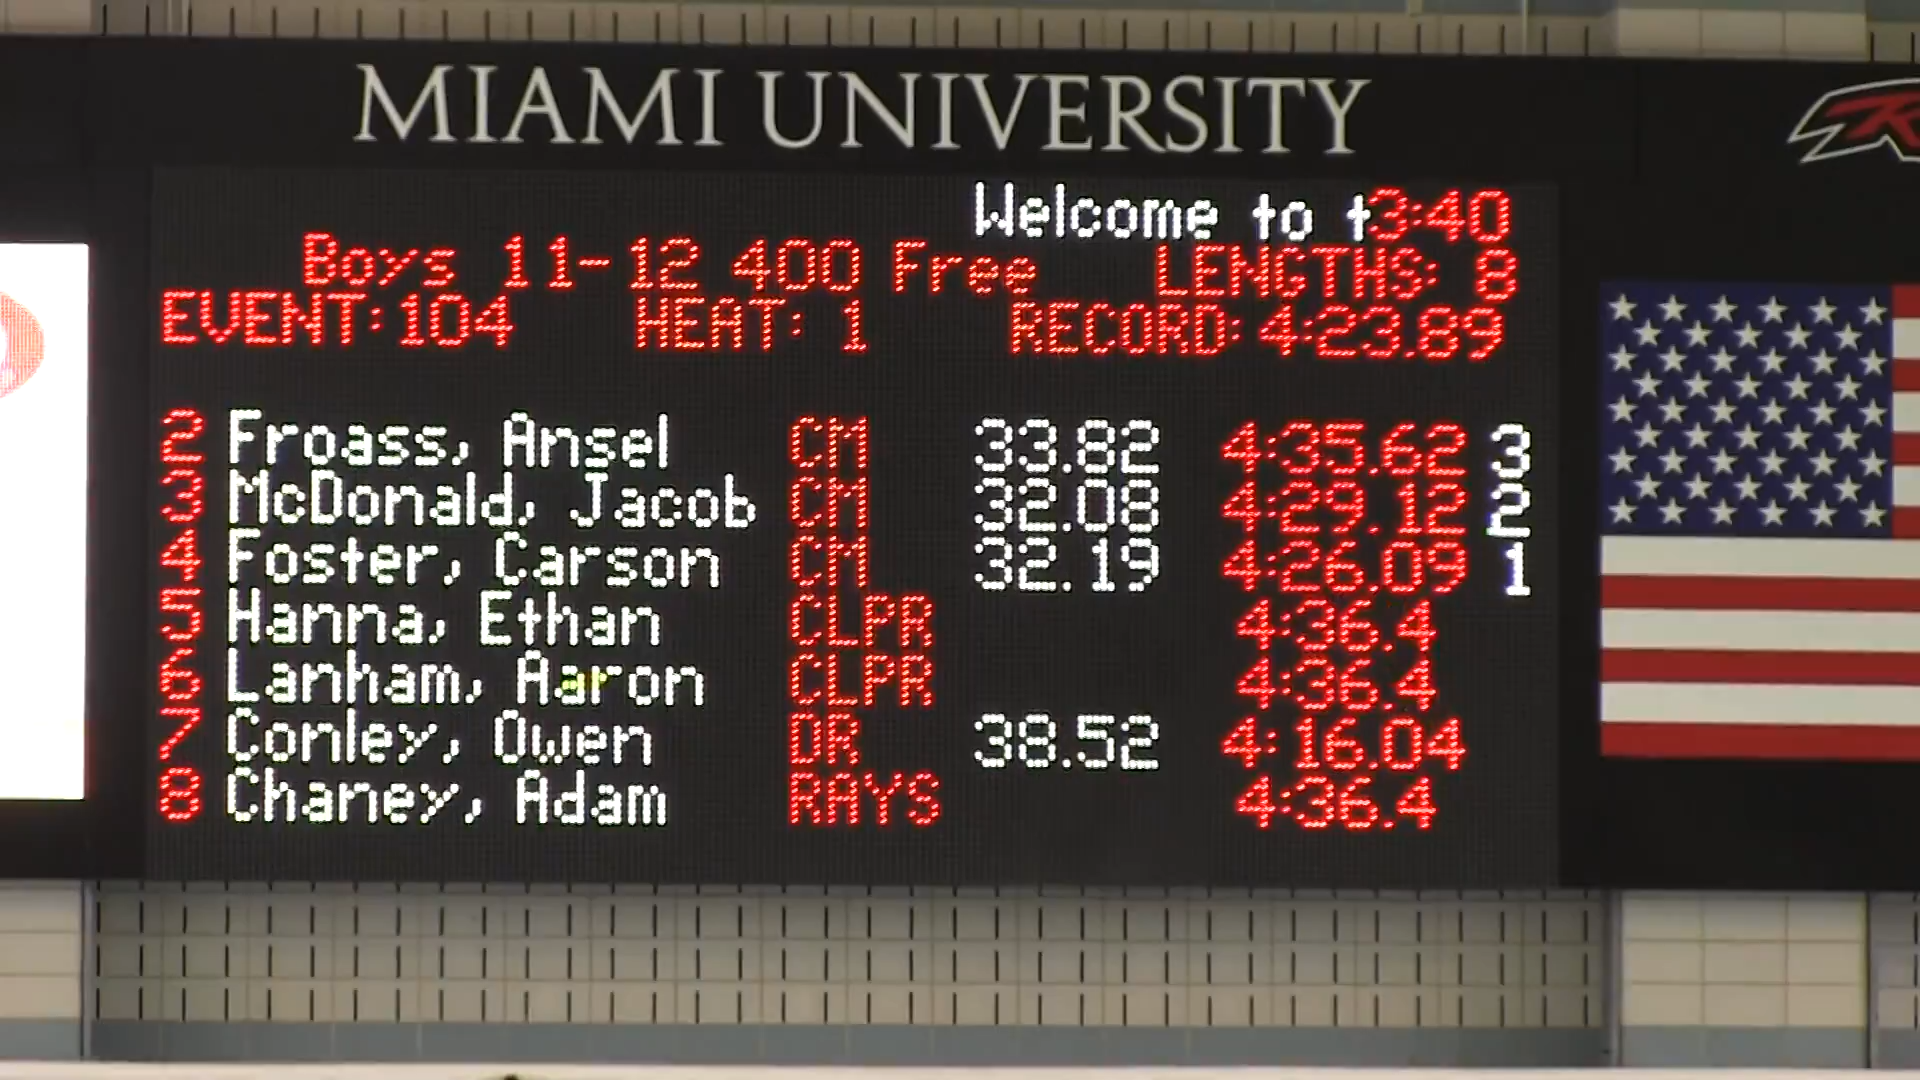 MIAMI UNIVERSITY
Welcome to t3:40
Boys 11-12 400 Free LENGTHS: 8
EVENT:104 HEAT: 1 RECORD:4:23.89
2 Froass, Ansel CM 33.82 4:35.62 3
3 McDonald, Jacob CM 32.08 4:29.12 2
4 Foster, Carson CM 32.19 4:26.09 1
5 Hanna, Ethan CLPR 4:36.4
6 Lanham, Aaron CLPR 4:36.4
7 Conley, Owen DR 38.52 4:16.04
8 Chaney, Adam RAYS 4:36.4